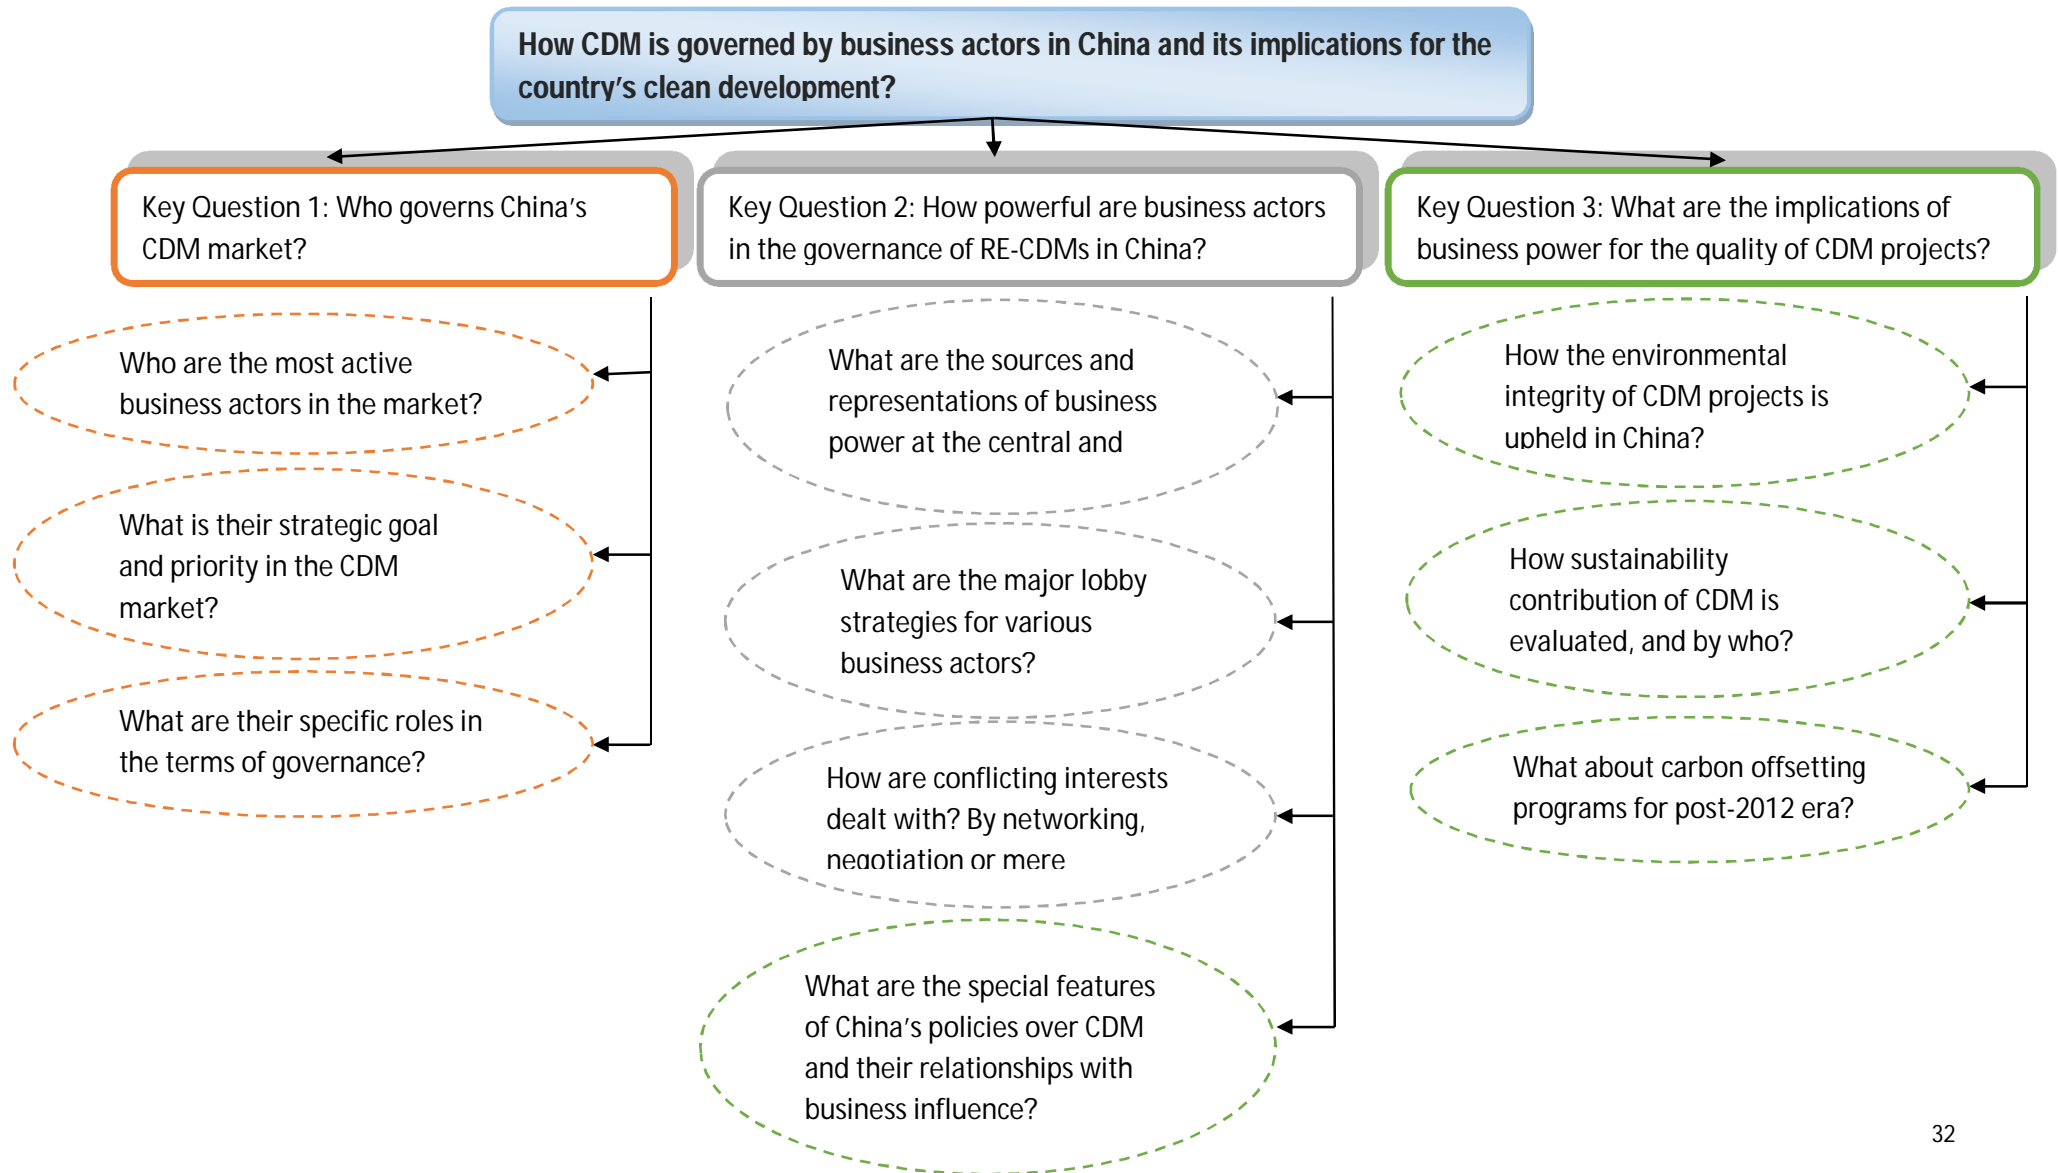 How CDM is governed by business actors in China and its implications for the
country's clean development?
Key Question 1: Who governs China's
CDM market?
Who are the most active
business actors in the market?
What is their strategic goal
and priority in the CDM
market?
What are their specific roles in
the terms of governance?
Key Question 2: How powerful are business actors
in the governance of RE-CDMs in China?
What are the sources and
representations of business
power at the central and
What are the major lobby
strategies for various
business actors?
How are conflicting interests
dealt with? By networking,
negotiation or mere
What are the special features
of China's policies over CDM
and their relationships with
business influence?
Key Question 3: What are the implications of
business power for the quality of CDM projects?
How the environmental
integrity of CDM projects is
upheld in China?
How sustainability
contribution of CDM is
evaluated, and by who?
What about carbon offsetting
programs for post-2012 era?
32